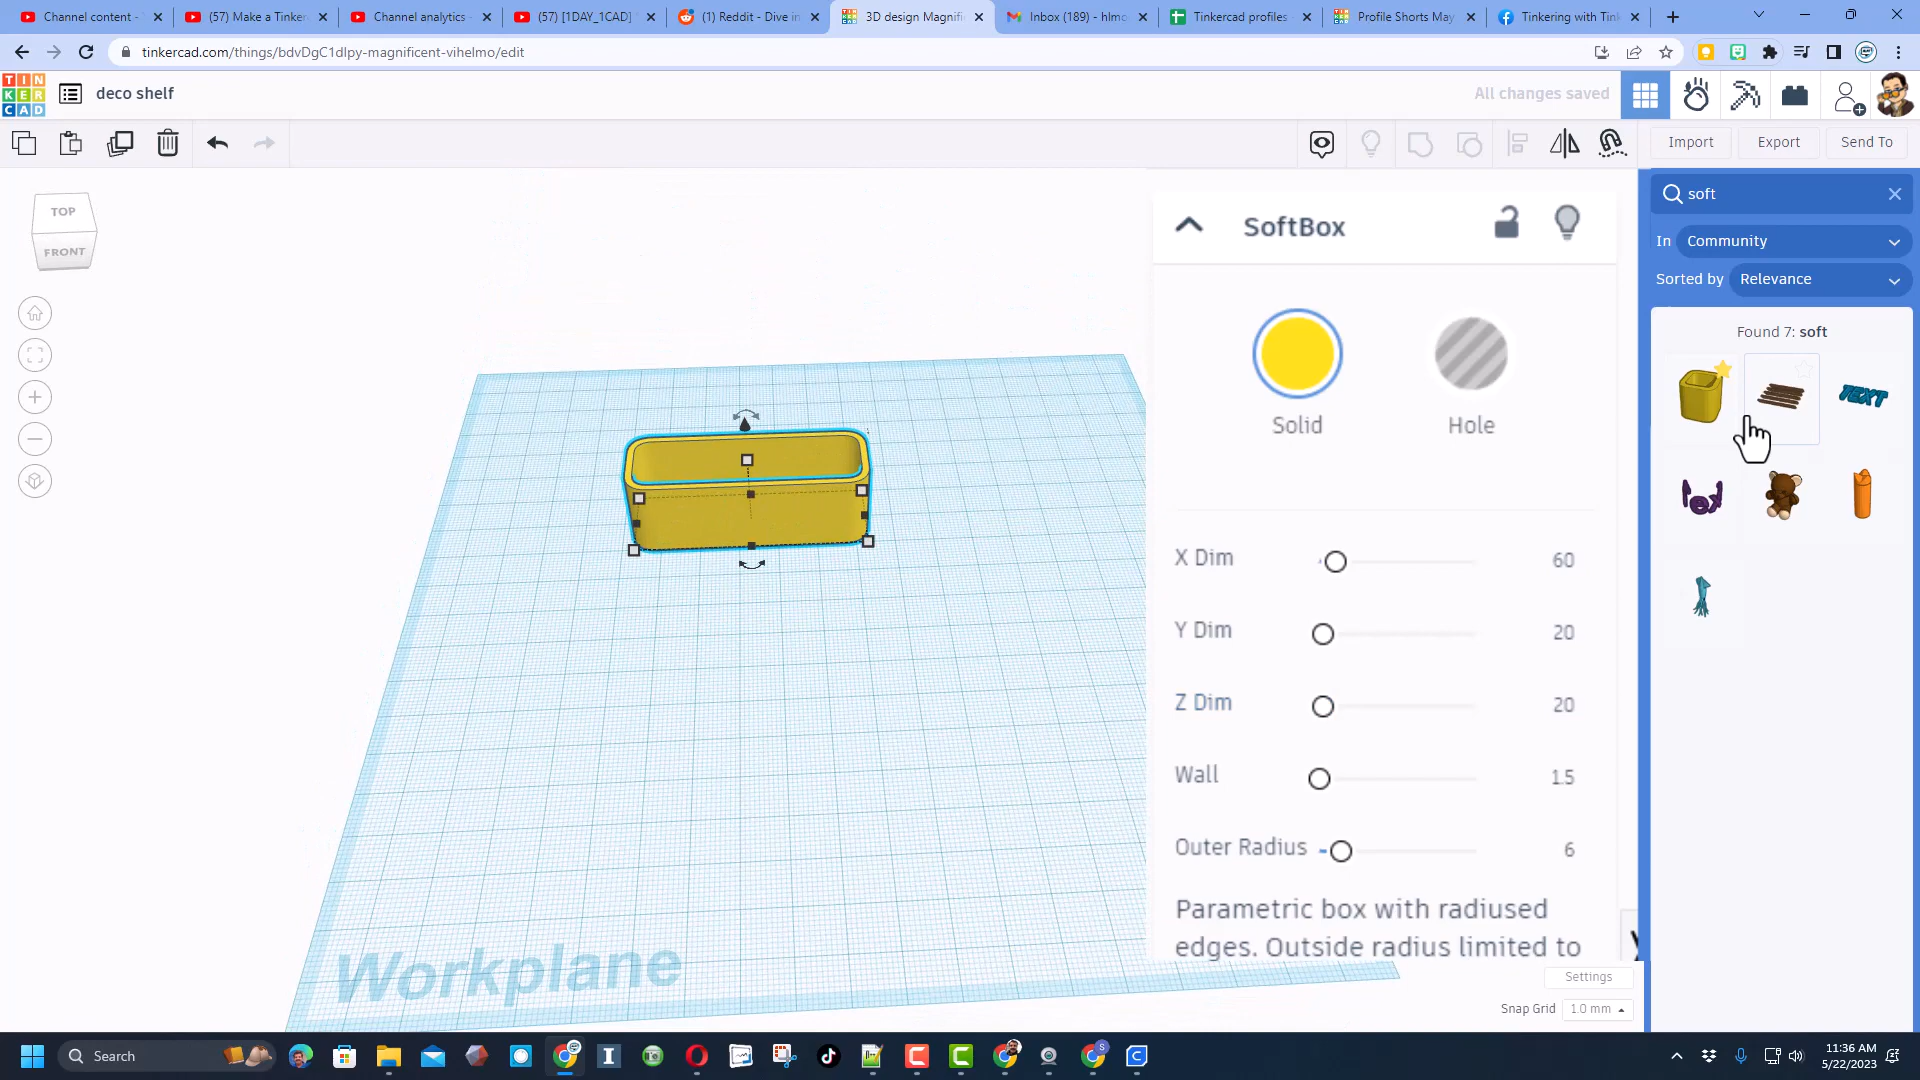 Channel content -
(57) Make a Tinker
Channel analytics -
(57) [1DAY_1CAD]
(1) Reddit - Dive in
3D design Magnifi
Inbox (189) - hlmo
Tinkercad profiles -
Profile Shorts May
Tinkering with Tink
tinkercad.com/things/bdvDgC1dlpy-magnificent-vihelmo/edit
TIN
KER
CAD
deco shelf
All changes saved
Import
Export
Send To
TOP
FRONT
SoftBox
Solid
Hole
X Dim 60
Y Dim 20
Z Dim 20
Wall 1.5
Outer Radius 6
Parametric box with radiused
edges. Outside radius limited to
soft
In Community
Sorted by Relevance
Found 7: soft
TEXT
Workplane
Settings
Snap Grid 1.0 mm
Search
11:36 AM
5/22/2023